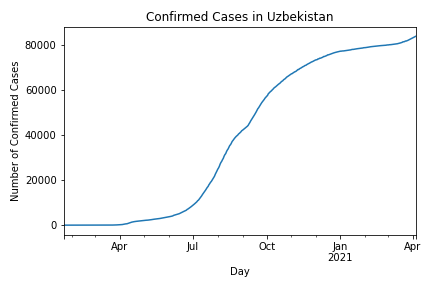 Confirmed Cases in Uzbekistan
Number of Confirmed Cases
80000
60000
40000
20000
0
Apr
Jul
Oct
Jan
2021
Apr
Day